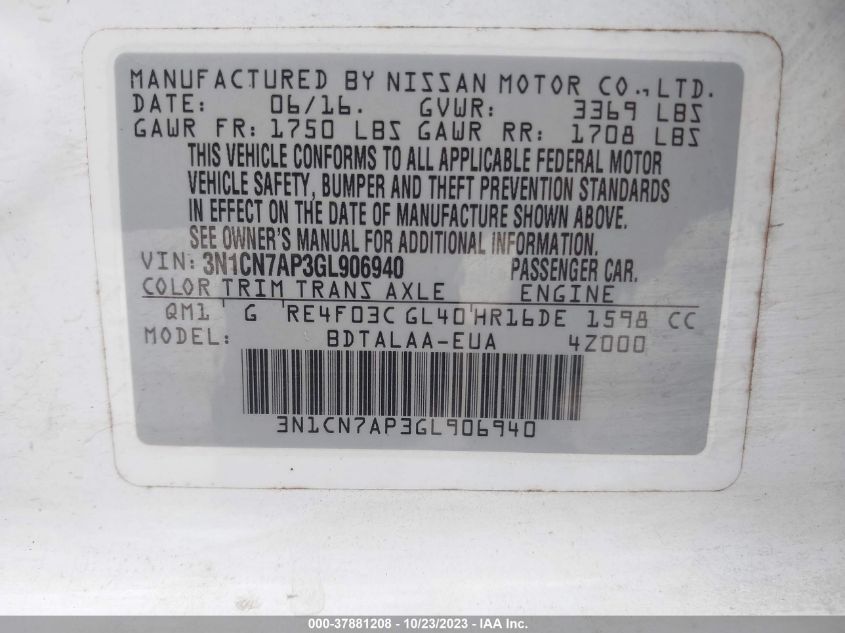 MANUFACTURED BY NISSAN MOTOR CO.,LTD.
DATE: 06/16. GVWR: 3369 LBS
GAWR FR: 1750 LBS GAWR RR: 1708 LBS
THIS VEHICLE CONFORMS TO ALL APPLICABLE FEDERAL MOTOR
VEHICLE SAFETY, BUMPER AND THEFT PREVENTION STANDARDS
IN EFFECT ON THE DATE OF MANUFACTURE SHOWN ABOVE.
SEE OWNER'S MANUAL FOR ADDITIONAL INFORMATION.
VIN: 3N1CN7AP3GL906940 PASSENGER CAR.
COLOR TRIM TRANS AXLE ENGINE
QM1 G RE4F03C GL40 HR16DE 1598 CC
MODEL: BDTALAA-EUA 4Z000
3N1CN7AP3GL906940
000-37881208 - 10/23/2023 - IAA Inc.